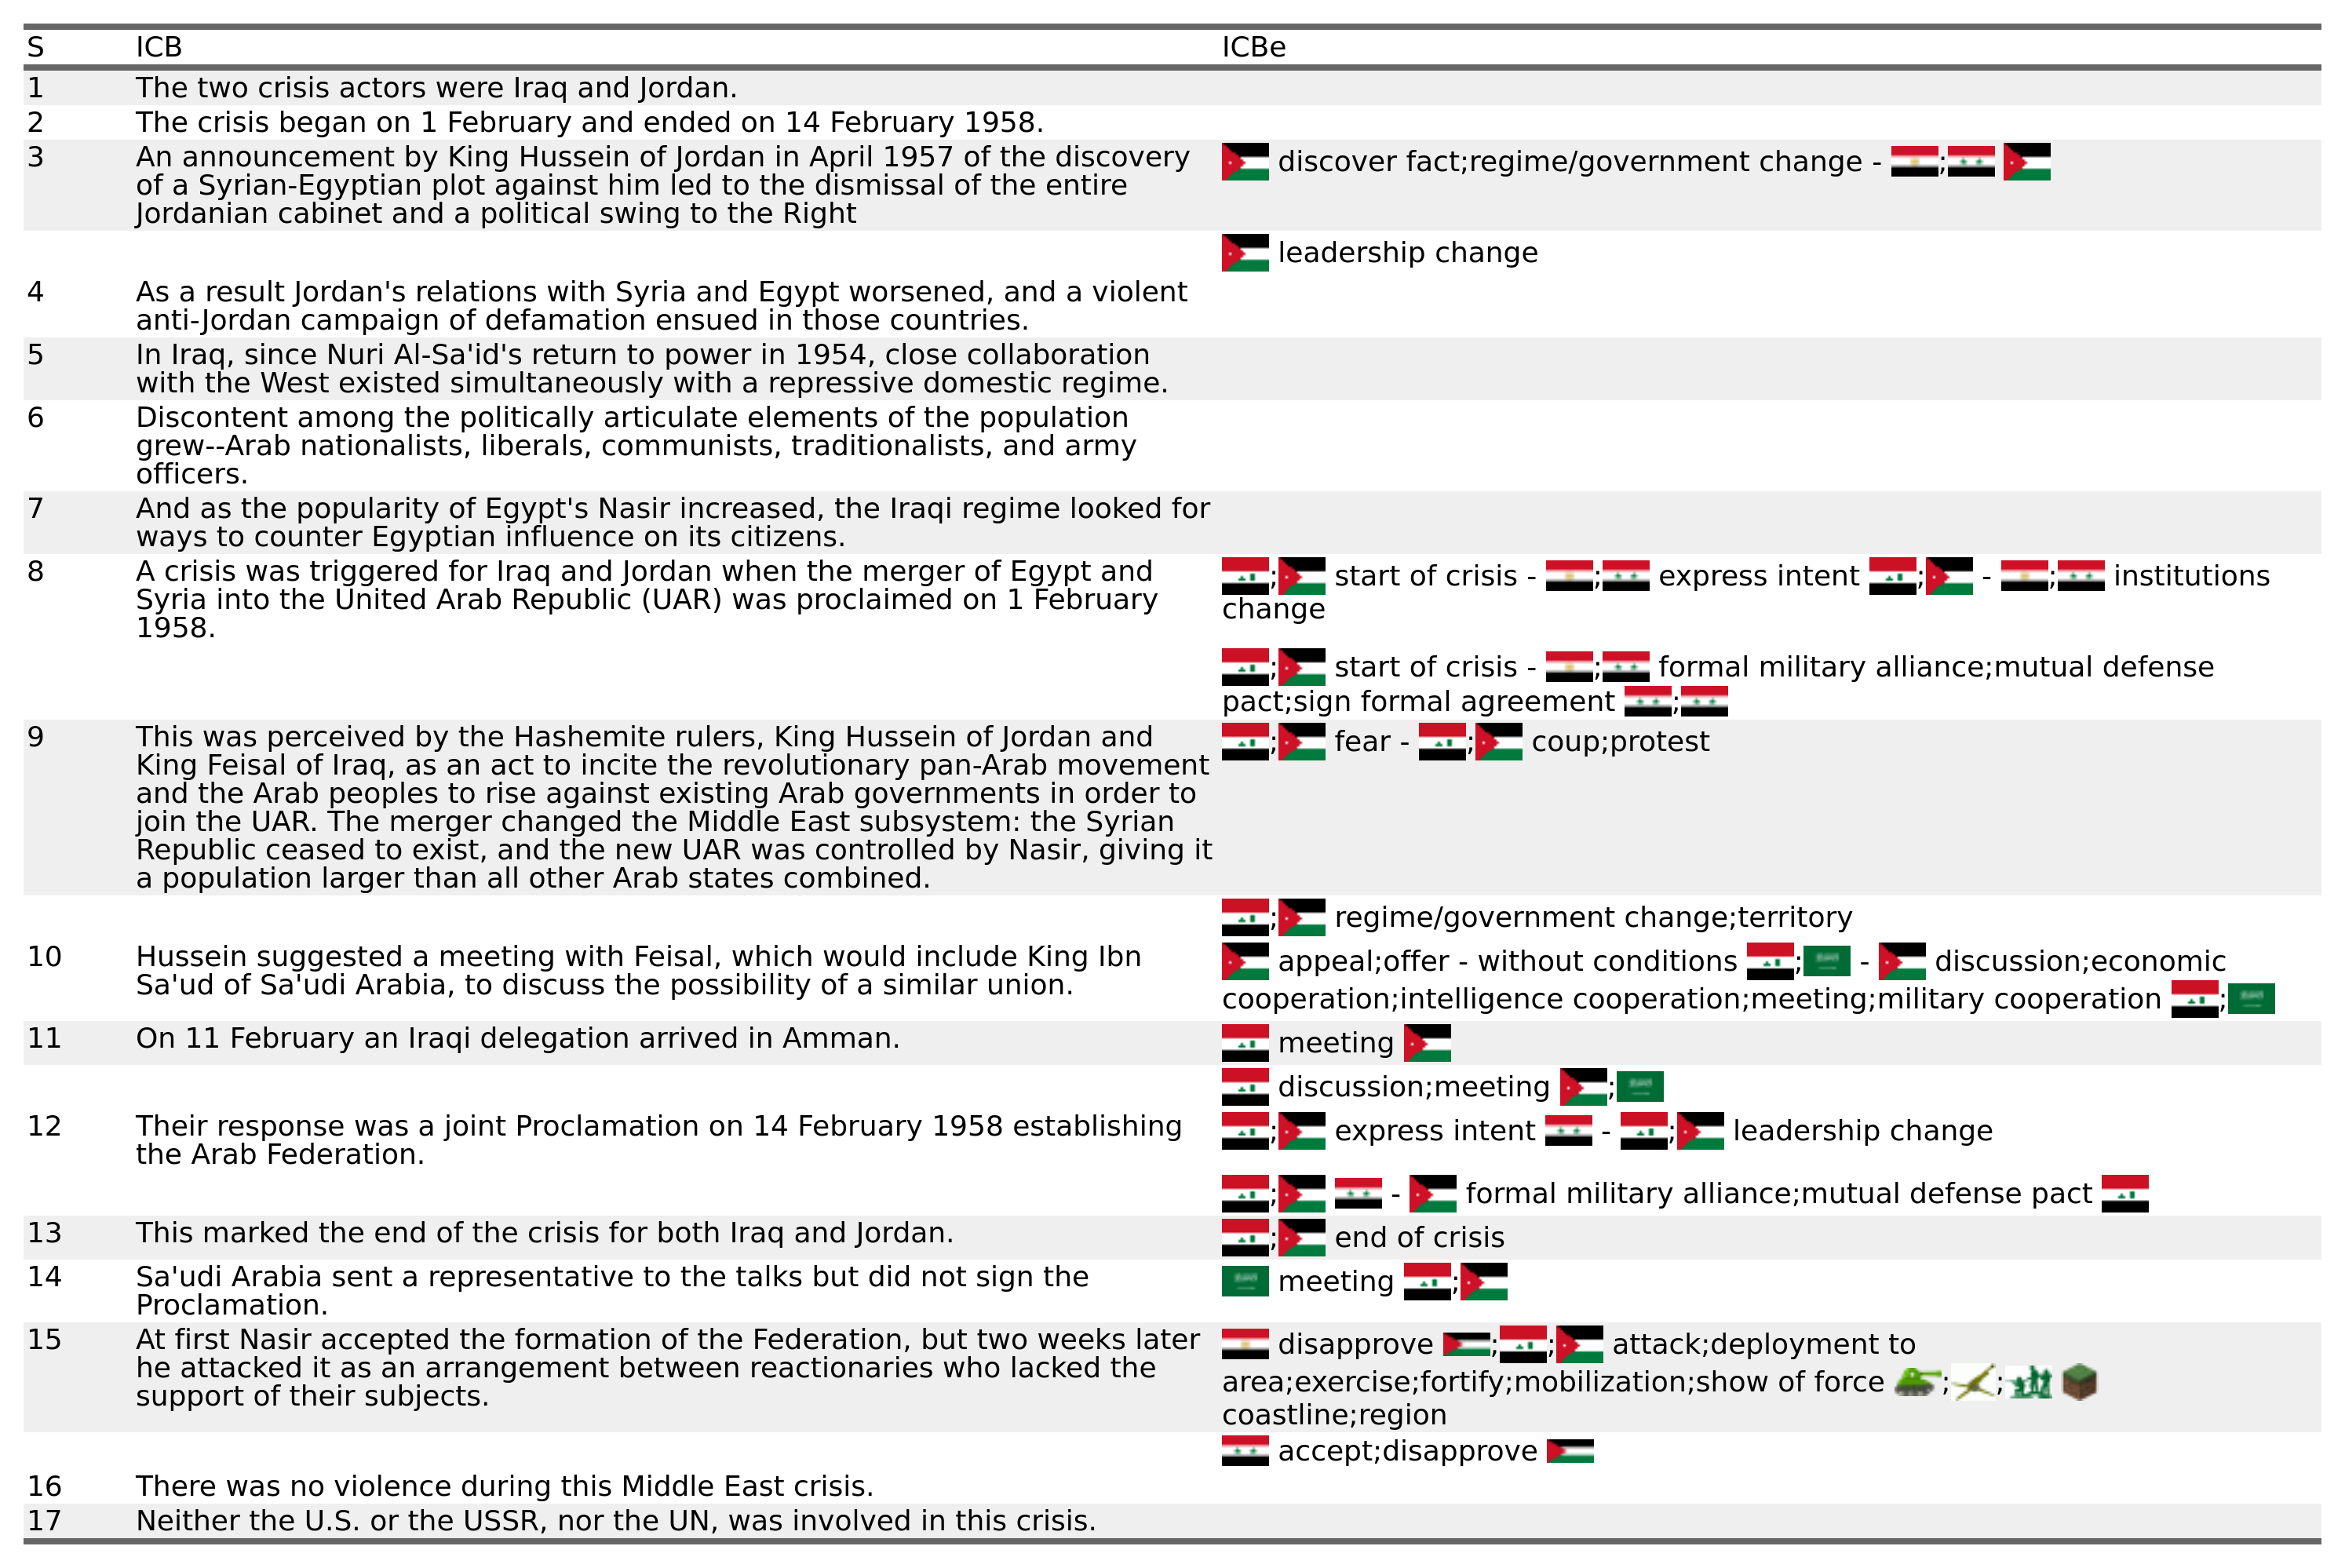 S ICB ICBe
1 The two crisis actors were Iraq and Jordan.
2 The crisis began on 1 February and ended on 14 February 1958.
3 An announcement by King Hussein of Jordan in April 1957 of the discovery
of a Syrian-Egyptian plot against him led to the dismissal of the entire
Jordanian cabinet and a political swing to the Right
discover fact;regime/government change - ;
leadership change
4 As a result Jordan's relations with Syria and Egypt worsened, and a violent
anti-Jordan campaign of defamation ensued in those countries.
5 In Iraq, since Nuri Al-Sa'id's return to power in 1954, close collaboration
with the West existed simultaneously with a repressive domestic regime.
6 Discontent among the politically articulate elements of the population
grew--Arab nationalists, liberals, communists, traditionalists, and army
officers.
7 And as the popularity of Egypt's Nasir increased, the Iraqi regime looked for
ways to counter Egyptian influence on its citizens.
8 A crisis was triggered for Iraq and Jordan when the merger of Egypt and
Syria into the United Arab Republic (UAR) was proclaimed on 1 February
1958.
; start of crisis - ; express intent ; - ; institutions
change
; start of crisis - ; formal military alliance;mutual defense
pact;sign formal agreement ;
9 This was perceived by the Hashemite rulers, King Hussein of Jordan and
King Feisal of Iraq, as an act to incite the revolutionary pan-Arab movement
and the Arab peoples to rise against existing Arab governments in order to
join the UAR. The merger changed the Middle East subsystem: the Syrian
Republic ceased to exist, and the new UAR was controlled by Nasir, giving it
a population larger than all other Arab states combined.
; fear - ; coup;protest
; regime/government change;territory
10 Hussein suggested a meeting with Feisal, which would include King Ibn
Sa'ud of Sa'udi Arabia, to discuss the possibility of a similar union.
appeal;offer - without conditions ; - discussion;economic
cooperation;intelligence cooperation;meeting;military cooperation ;
11 On 11 February an Iraqi delegation arrived in Amman.
meeting
discussion;meeting ;
12 Their response was a joint Proclamation on 14 February 1958 establishing
the Arab Federation.
; express intent - ; leadership change
; - formal military alliance;mutual defense pact
13 This marked the end of the crisis for both Iraq and Jordan.
; end of crisis
14 Sa'udi Arabia sent a representative to the talks but did not sign the
Proclamation.
meeting ;
15 At first Nasir accepted the formation of the Federation, but two weeks later
he attacked it as an arrangement between reactionaries who lacked the
support of their subjects.
disapprove ; ; attack;deployment to
area;exercise;fortify;mobilization;show of force ; ;
coastline;region
accept;disapprove
16 There was no violence during this Middle East crisis.
17 Neither the U.S. or the USSR, nor the UN, was involved in this crisis.